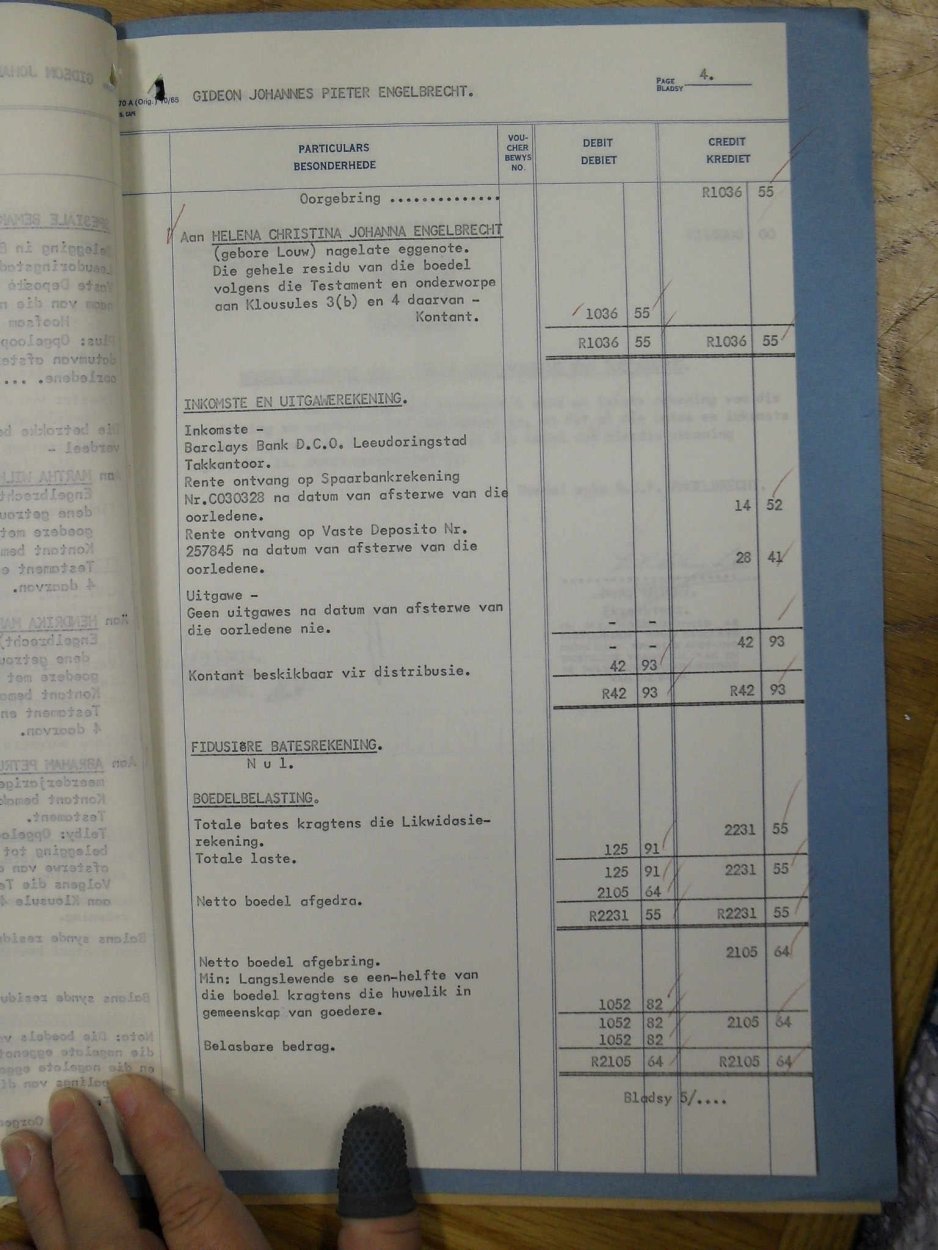 70 A (Orig.) 10/65
GIDEON JOHANNES PIETER ENGELBRECHT.
PAGE
BLADSY 4.
PARTICULARS
BESONDERHEDE
VOU-
CHER
BEWYS
NO.
DEBIT
DEBIET
CREDIT
KREDIET
Oorgebring .............. R1036 55
Aan HELENA CHRISTINA JOHANNA ENGELBRECHT
(gebore Louw) nagelate eggenote.
Die gehele residu van die boedel
volgens die Testament en onderworpe
aan Klousules 3(b) en 4 daarvan -
Kontant. 1036 55
R1036 55 R1036 55
INKOMSTE EN UITGAWEREKENING.
Inkomste -
Barclays Bank D.C.O. Leeudoringstad
Takkantoor.
Rente ontvang op Spaarbankrekening
Nr.C030328 na datum van afsterwe van die
oorledene. 14 52
Rente ontvang op Vaste Deposito Nr.
257845 na datum van afsterwe van die
oorledene. 28 41
Uitgawe -
Geen uitgawes na datum van afsterwe van
die oorledene nie. - -
- - 42 93
Kontant beskikbaar vir distribusie. 42 93
R42 93 R42 93
FIDUSIÊRE BATESREKENING.
N u l.
BOEDELBELASTING.
Totale bates kragtens die Likwidasie-
rekening. 2231 55
Totale laste. 125 91
125 91 2231 55
Netto boedel afgedra. 2105 64
R2231 55 R2231 55
Netto boedel afgebring. 2105 64
Min: Langslewende se een-helfte van
die boedel kragtens die huwelik in
gemeenskap van goedere. 1052 82
1052 82 2105 64
Belasbare bedrag. 1052 82
R2105 64 R2105 64
Bladsy 5/....